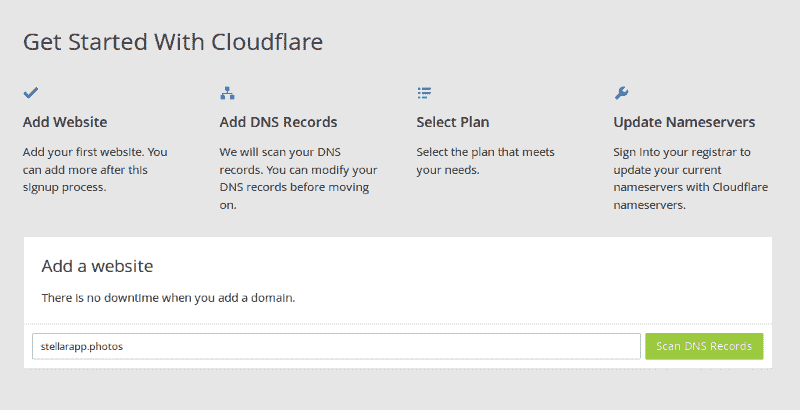 Get Started With Cloudflare
Add Website
Add your first website. You
can add more after this
signup process.
Add DNS Records
We will scan your DNS
records. You can modify your
DNS records before moving
on.
Select Plan
Select the plan that meets
your needs.
Update Nameservers
Sign Into your registrar to
update your current
nameservers with Cloudflare
nameservers.
Add a website
There is no downtime when you add a domain.
stellarapp.photos
Scan DNS Records